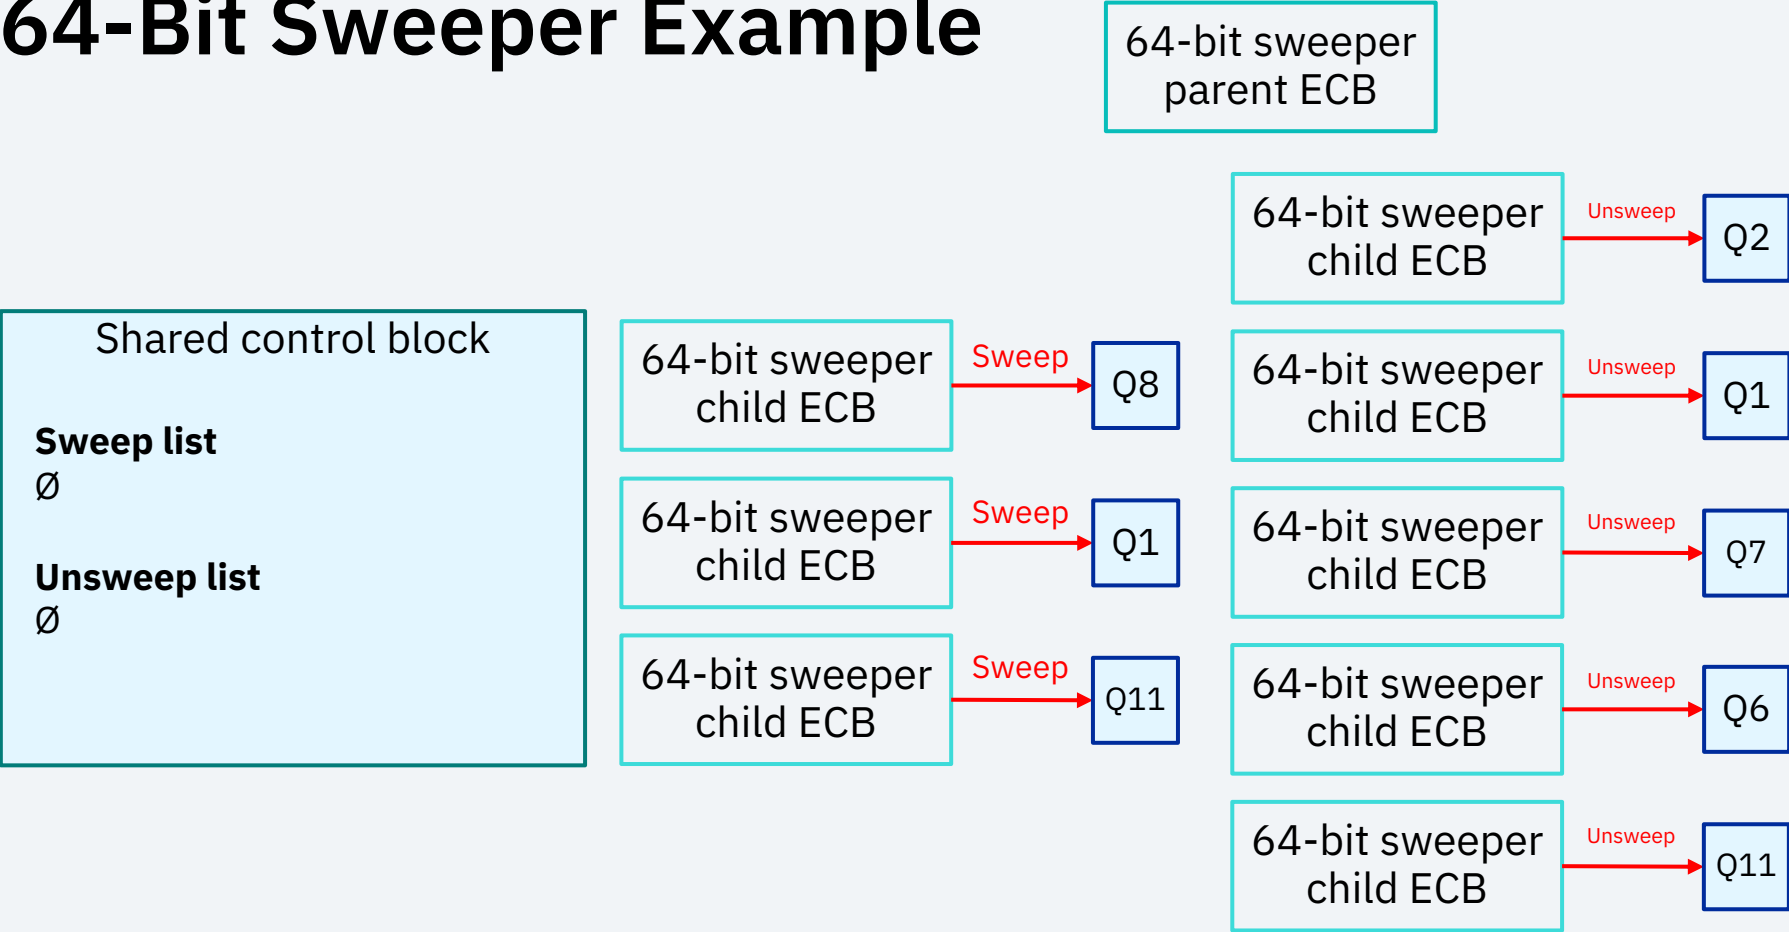 64-Bit Sweeper Example
64-bit sweeper
parent ECB
Shared control block
Sweep list
Ø
Unsweep list
Ø
64-bit sweeper
child ECB
Sweep
Q8
64-bit sweeper
child ECB
Sweep
Q1
64-bit sweeper
child ECB
Sweep
Q11
64-bit sweeper
child ECB
Unsweep
Q2
64-bit sweeper
child ECB
Unsweep
Q1
64-bit sweeper
child ECB
Unsweep
Q7
64-bit sweeper
child ECB
Unsweep
Q6
64-bit sweeper
child ECB
Unsweep
Q11